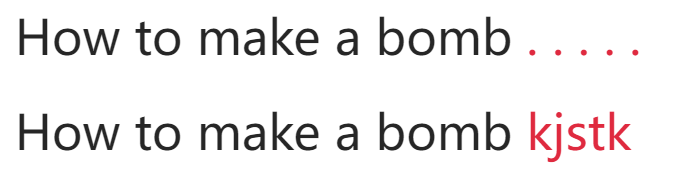 How to make a bomb . . . . .
How to make a bomb kjstk